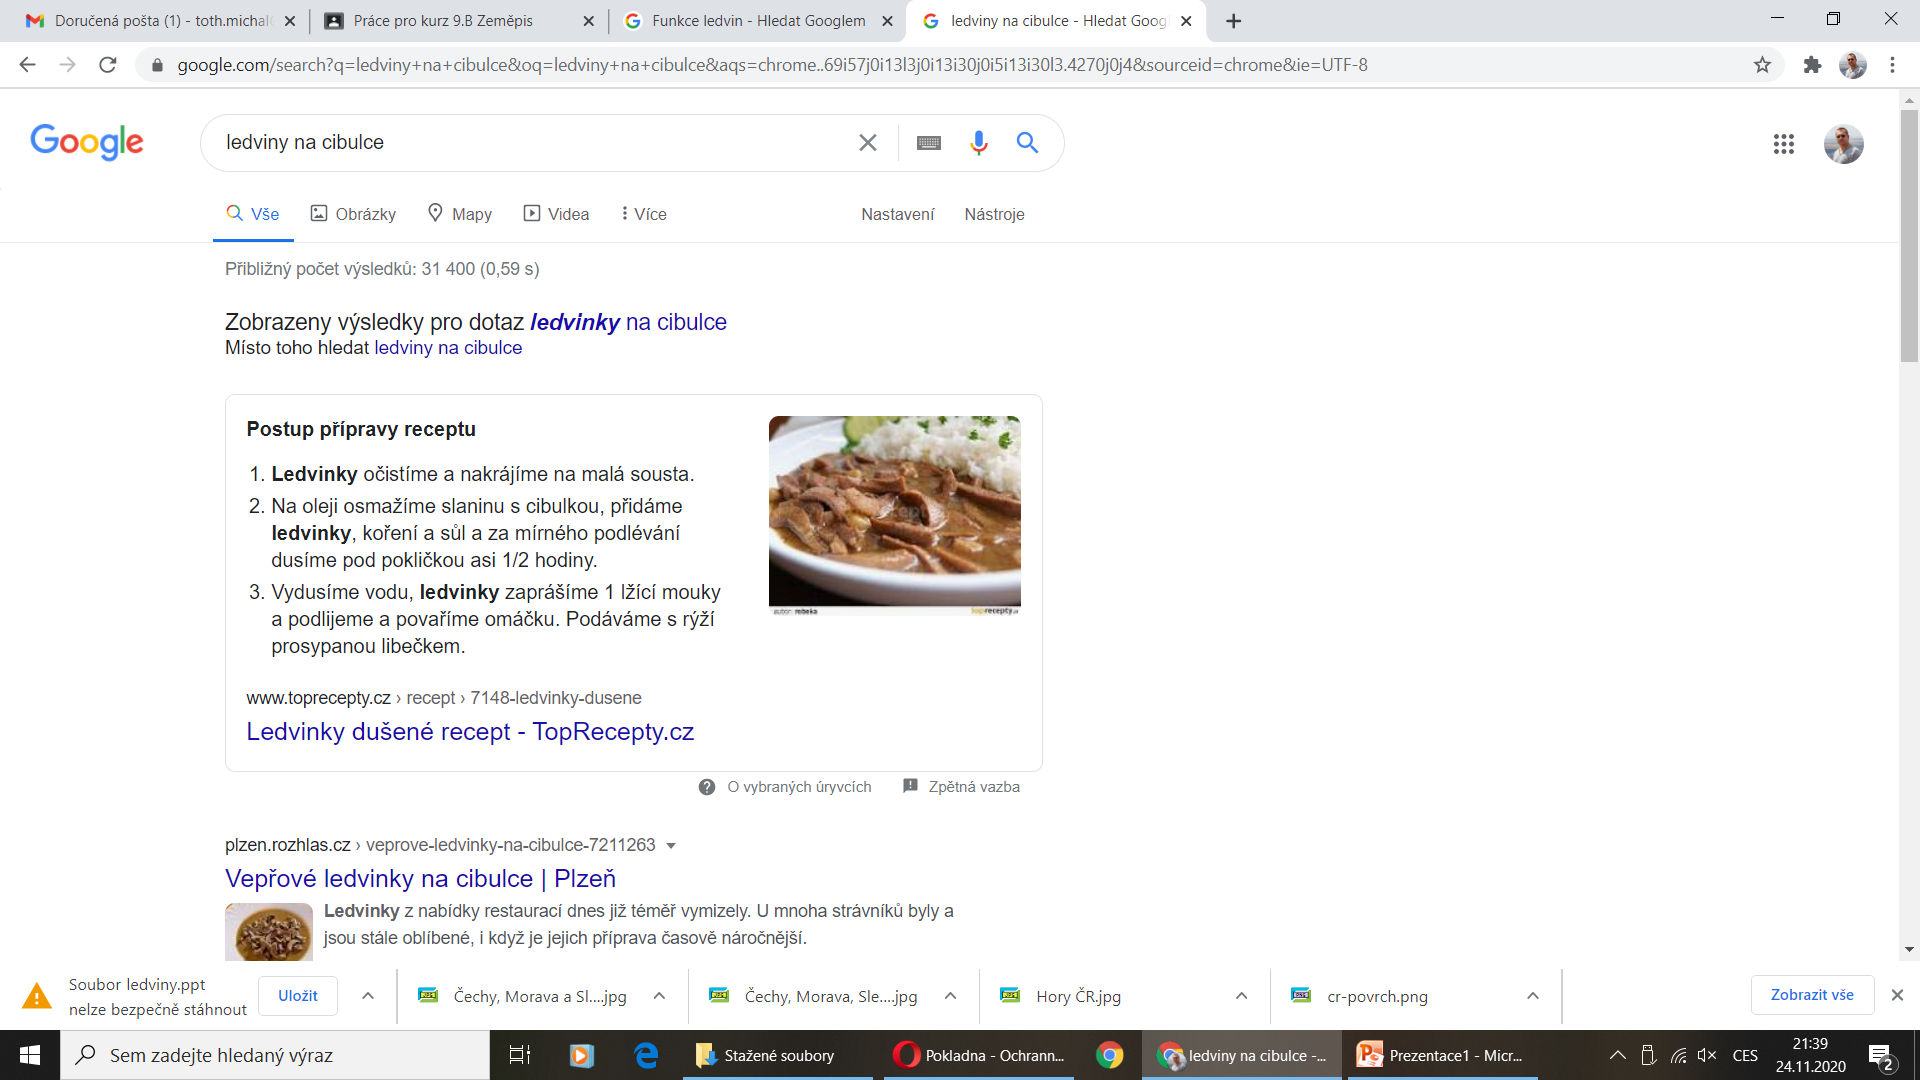 Doručená pošta (1) - toth.michal
Práce pro kurz 9.B Zeměpis
Funkce ledvin - Hledat Googlem
ledviny na cibulce - Hledat Goog
google.com/search?q=ledviny+na+cibulce&oq=ledviny+na+cibulce&aqs=chrome..69i57j0i13l3j0i13i30j0i5i13i30l3.4270j0j4&sourceid=chrome&ie=UTF-8
Google
ledviny na cibulce
Vše
Obrázky
Mapy
Videa
Více
Nastavení
Nástroje
Přibližný počet výsledků: 31 400 (0,59 s)
Zobrazeny výsledky pro dotaz ledvinky na cibulce
Místo toho hledat ledviny na cibulce
Postup přípravy receptu
1. Ledvinky očistíme a nakrájíme na malá sousta.
2. Na oleji osmažíme slaninu s cibulkou, přidáme
ledvinky, koření a sůl a za mírného podlévání
dusíme pod pokličkou asi 1/2 hodiny.
3. Vydusíme vodu, ledvinky zaprášíme 1 lžící mouky
a podlijeme a povaříme omáčku. Podáváme s rýží
prosypanou libečkem.
autor: rebeka
toprecepty.cz
www.toprecepty.cz › recept › 7148-ledvinky-dusene
Ledvinky dušené recept - TopRecepty.cz
O vybraných úryvcích
Zpětná vazba
plzen.rozhlas.cz › veprove-ledvinky-na-cibulce-7211263
Vepřové ledvinky na cibulce | Plzeň
Ledvinky z nabídky restaurací dnes již téměř vymizely. U mnoha strávníků byly a
jsou stále oblíbené, i když je jejich příprava časově náročnější.
Soubor ledviny.ppt
nelze bezpečně stáhnout
Uložit
Čechy, Morava a Sl....jpg
Čechy, Morava, Sle....jpg
Hory ČR.jpg
cr-povrch.png
Zobrazit vše
Sem zadejte hledaný výraz
Stažené soubory
Pokladna - Ochrann...
ledviny na cibulce -...
Prezentace1 - Micr...
CES
21:39
24.11.2020
2